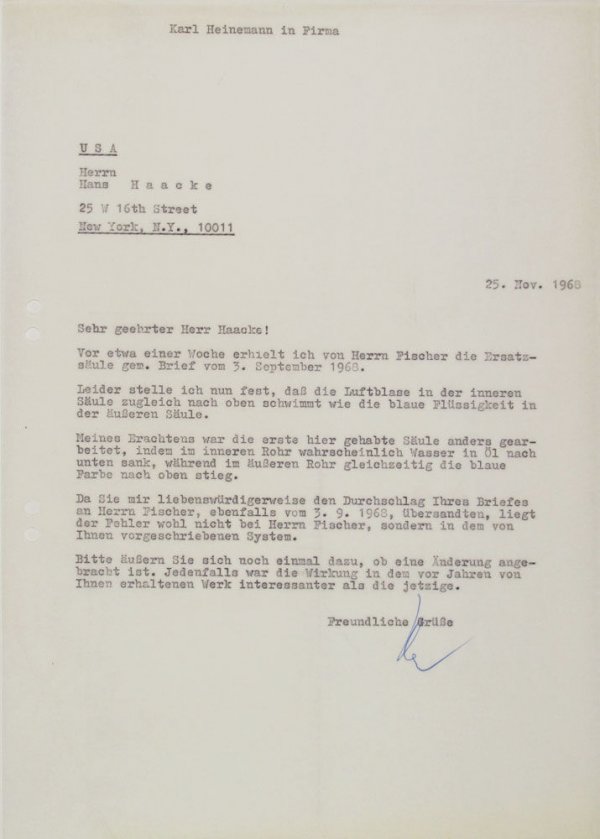 Karl Heinemann in Firma
U S A
Herrn
Hans H a a c k e
25 W 16th Street
New York, N.Y., 10011
25. Nov. 1968
Sehr geehrter Herr Haacke!
Vor etwa einer Woche erhielt ich von Herrn Fischer die Ersatz-
säule gem. Brief vom 3. September 1968.
Leider stelle ich nun fest, daß die Luftblase in der inneren
Säule zugleich nach oben schwimmt wie die blaue Flüssigkeit in
der äußeren Säule.
Meines Erachtens war die erste hier gehabte Säule anders gear-
beitet, indem im inneren Rohr wahrscheinlich Wasser in Öl nach
unten sank, während im äußeren Rohr gleichzeitig die blaue
Farbe nach oben stieg.
Da Sie mir liebenswürdigerweise den Durchschlag Ihres Briefes
an Herrn Fischer, ebenfalls vom 3. 9. 1968, übersandten, liegt
der Fehler wohl nicht bei Herrn Fischer, sondern in dem von
Ihnen vorgeschriebenen System.
Bitte äußern Sie sich noch einmal dazu, ob eine Änderung ange-
bracht ist. Jedenfalls war die Wirkung in dem vor Jahren von
Ihnen erhaltenen Werk interessanter als die jetzige.
Freundliche Grüße